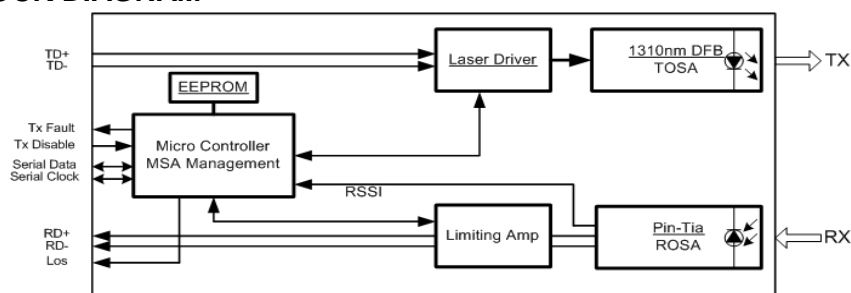 TD+
TD-
Laser Driver
1310nm DFB
TOSA
TX
EEPROM
Tx Fault
Tx Disable
Serial Data
Serial Clock
Micro Controller
MSA Management
RSSI
RD+
RD-
Los
Limiting Amp
Pin-Tia
ROSA
RX